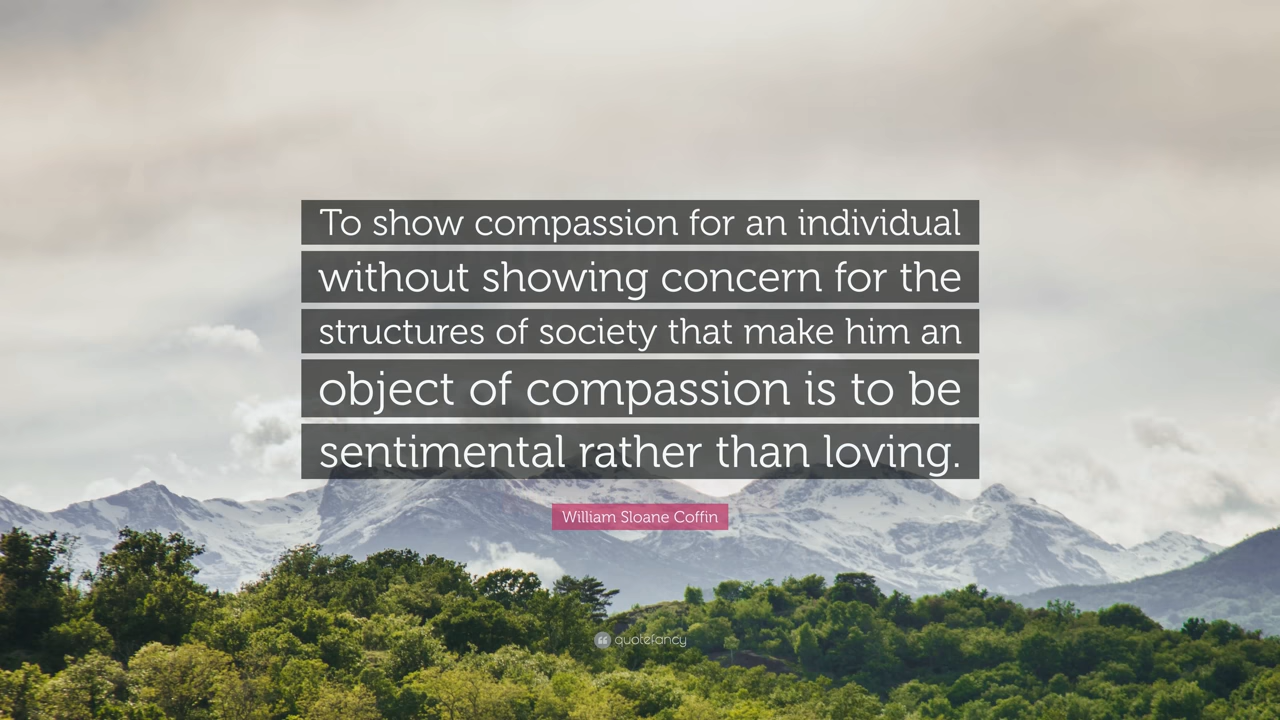 To show compassion for an individual
without showing concern for the
structures of society that make him an
object of compassion is to be
sentimental rather than loving.
William Sloane Coffin
quotefancy